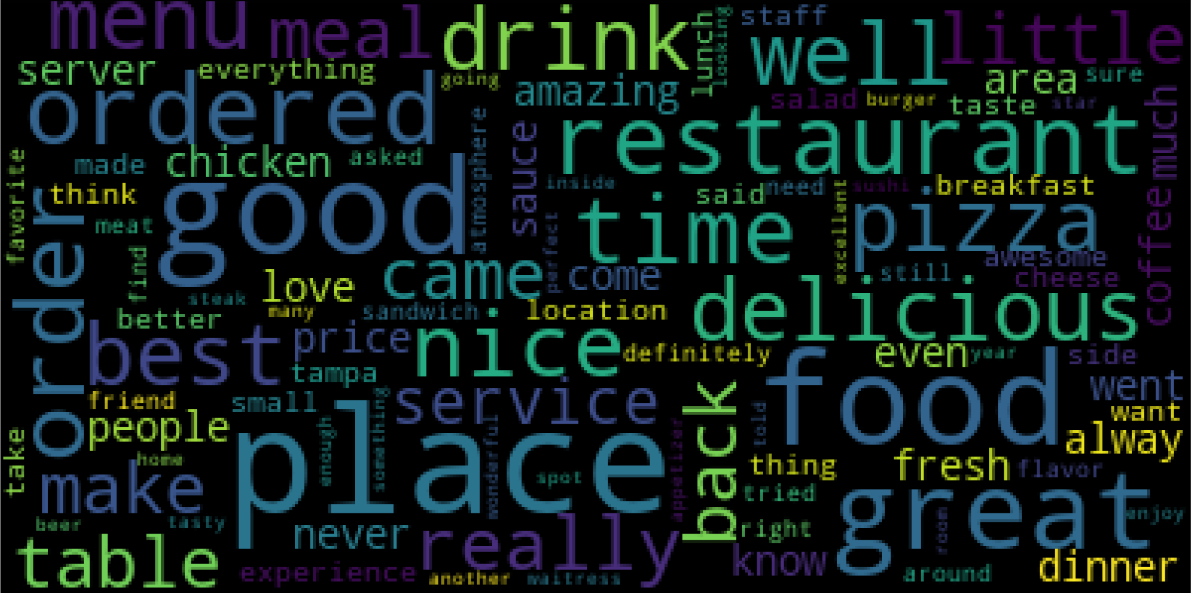 menu
meal
drink
staff
well
little
server
everything
going
lunch
looking
area
sure
ordered
amazing
salad
burger
taste
star
much
restaurant
made
chicken
asked
atmosphere
sauce
inside
said
need
sushi
breakfast
favorite
think
good
time
excellent
pizza
meat
find
order
love
came
perfect
come
awesome
still
cheese
coffee
steak
many
sandwich
location
delicious
better
best
price
nice
definitely
even
year
side
tampa
friend
small
service
food
went
want
people
place
enough
something
wonderful
appetizer
back
told
alway
take
home
make
spot
thing
fresh
flavor
tried
great
enjoy
beer
tasty
never
really
right
room
know
table
experience
another
waitress
around
dinner